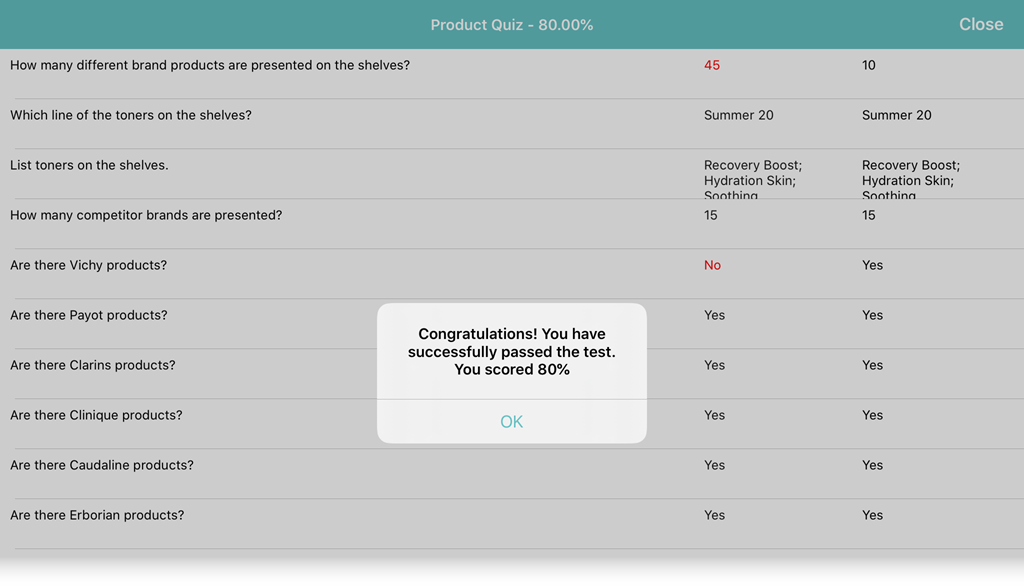 Product Quiz - 80.00%
Close
How many different brand products are presented on the shelves? 45 10
Which line of the toners on the shelves? Summer 20 Summer 20
List toners on the shelves. Recovery Boost; Recovery Boost;
Hydration Skin; Hydration Skin;
Soothing Soothing
How many competitor brands are presented? 15 15
Are there Vichy products? No Yes
Are there Payot products? Yes Yes
Congratulations! You have
successfully passed the test.
You scored 80%
Are there Clarins products? Yes Yes
Are there Clinique products? Yes Yes
OK
Are there Caudaline products? Yes Yes
Are there Erborian products? Yes Yes